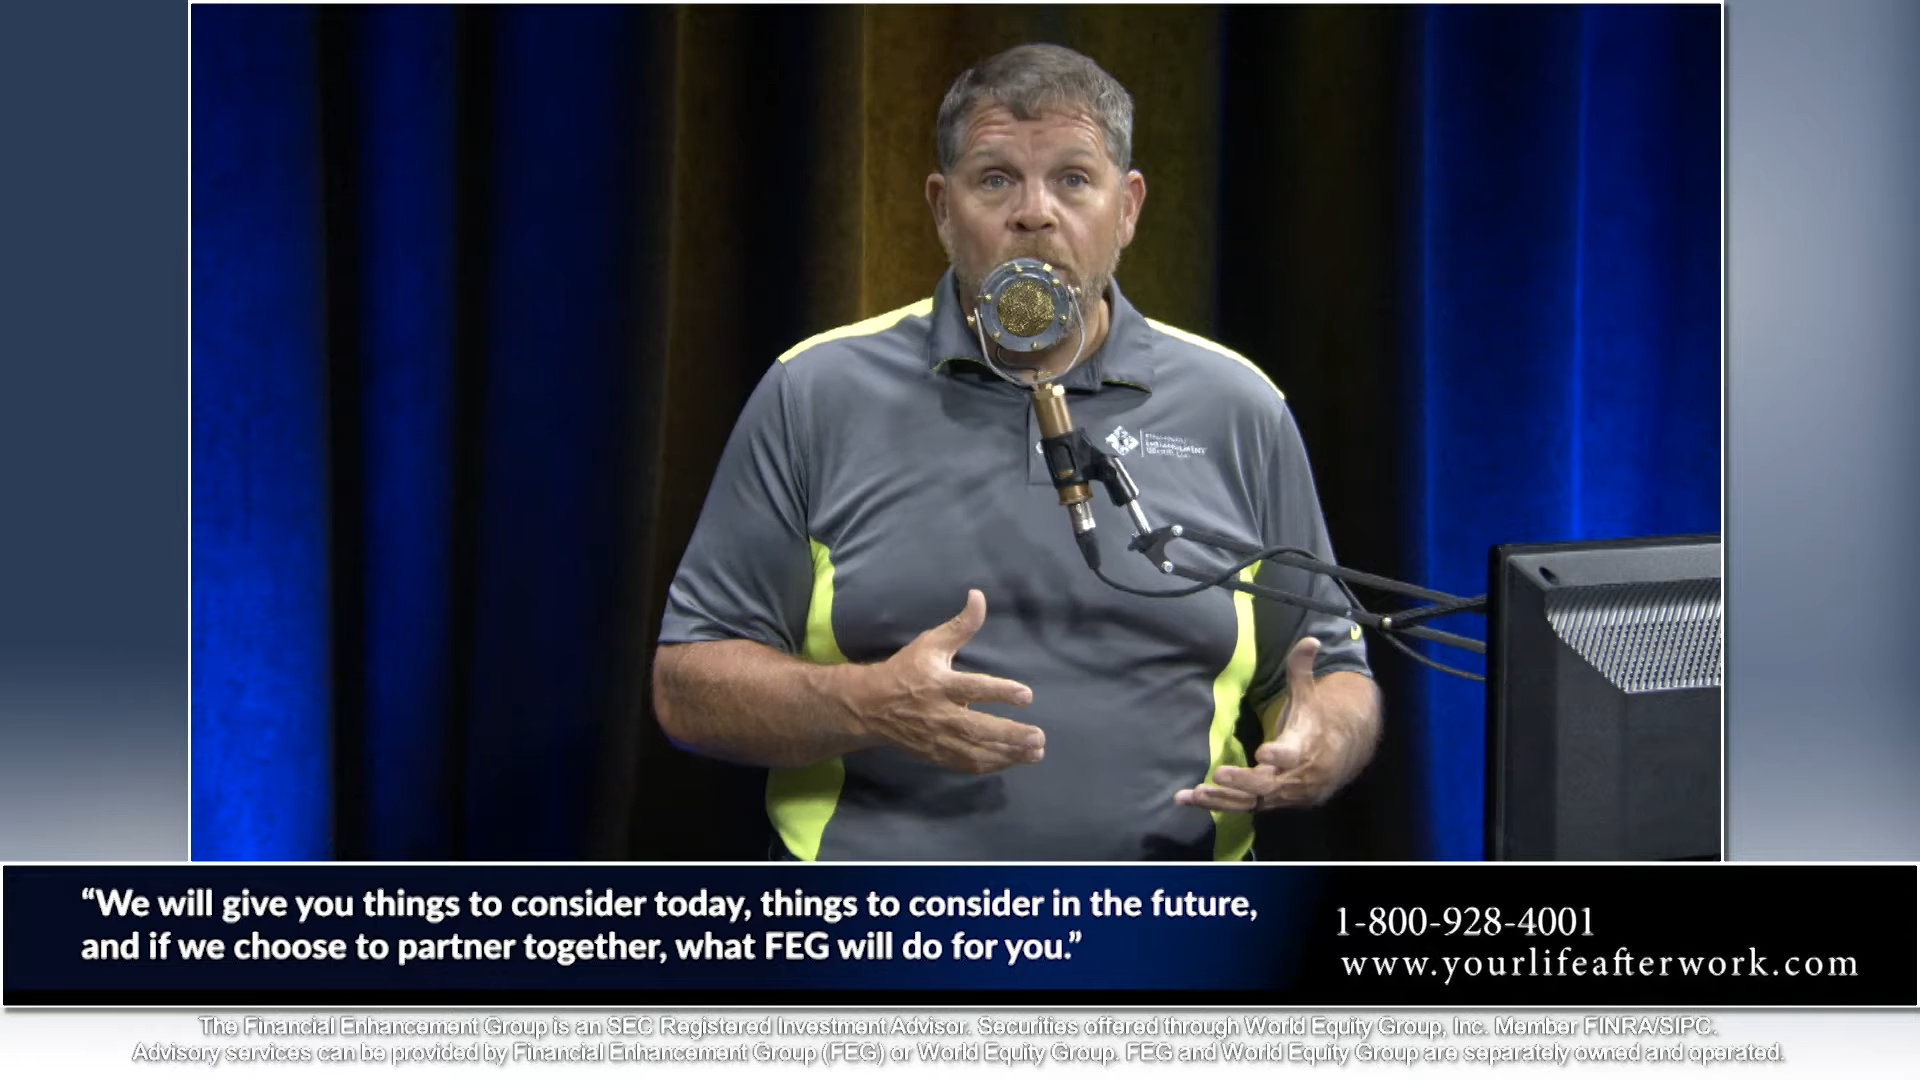 “We will give you things to consider today, things to consider in the future,
and if we choose to partner together, what FEG will do for you.”
1-800-928-4001
www.yourlifeafterwork.com
The Financial Enhancement Group is an SEC Registered Investment Advisor. Securities offered through World Equity Group, Inc. Member FINRA/SIPC.
Advisory services can be provided by Financial Enhancement Group (FEG) or World Equity Group. FEG and World Equity Group are separately owned and operated.